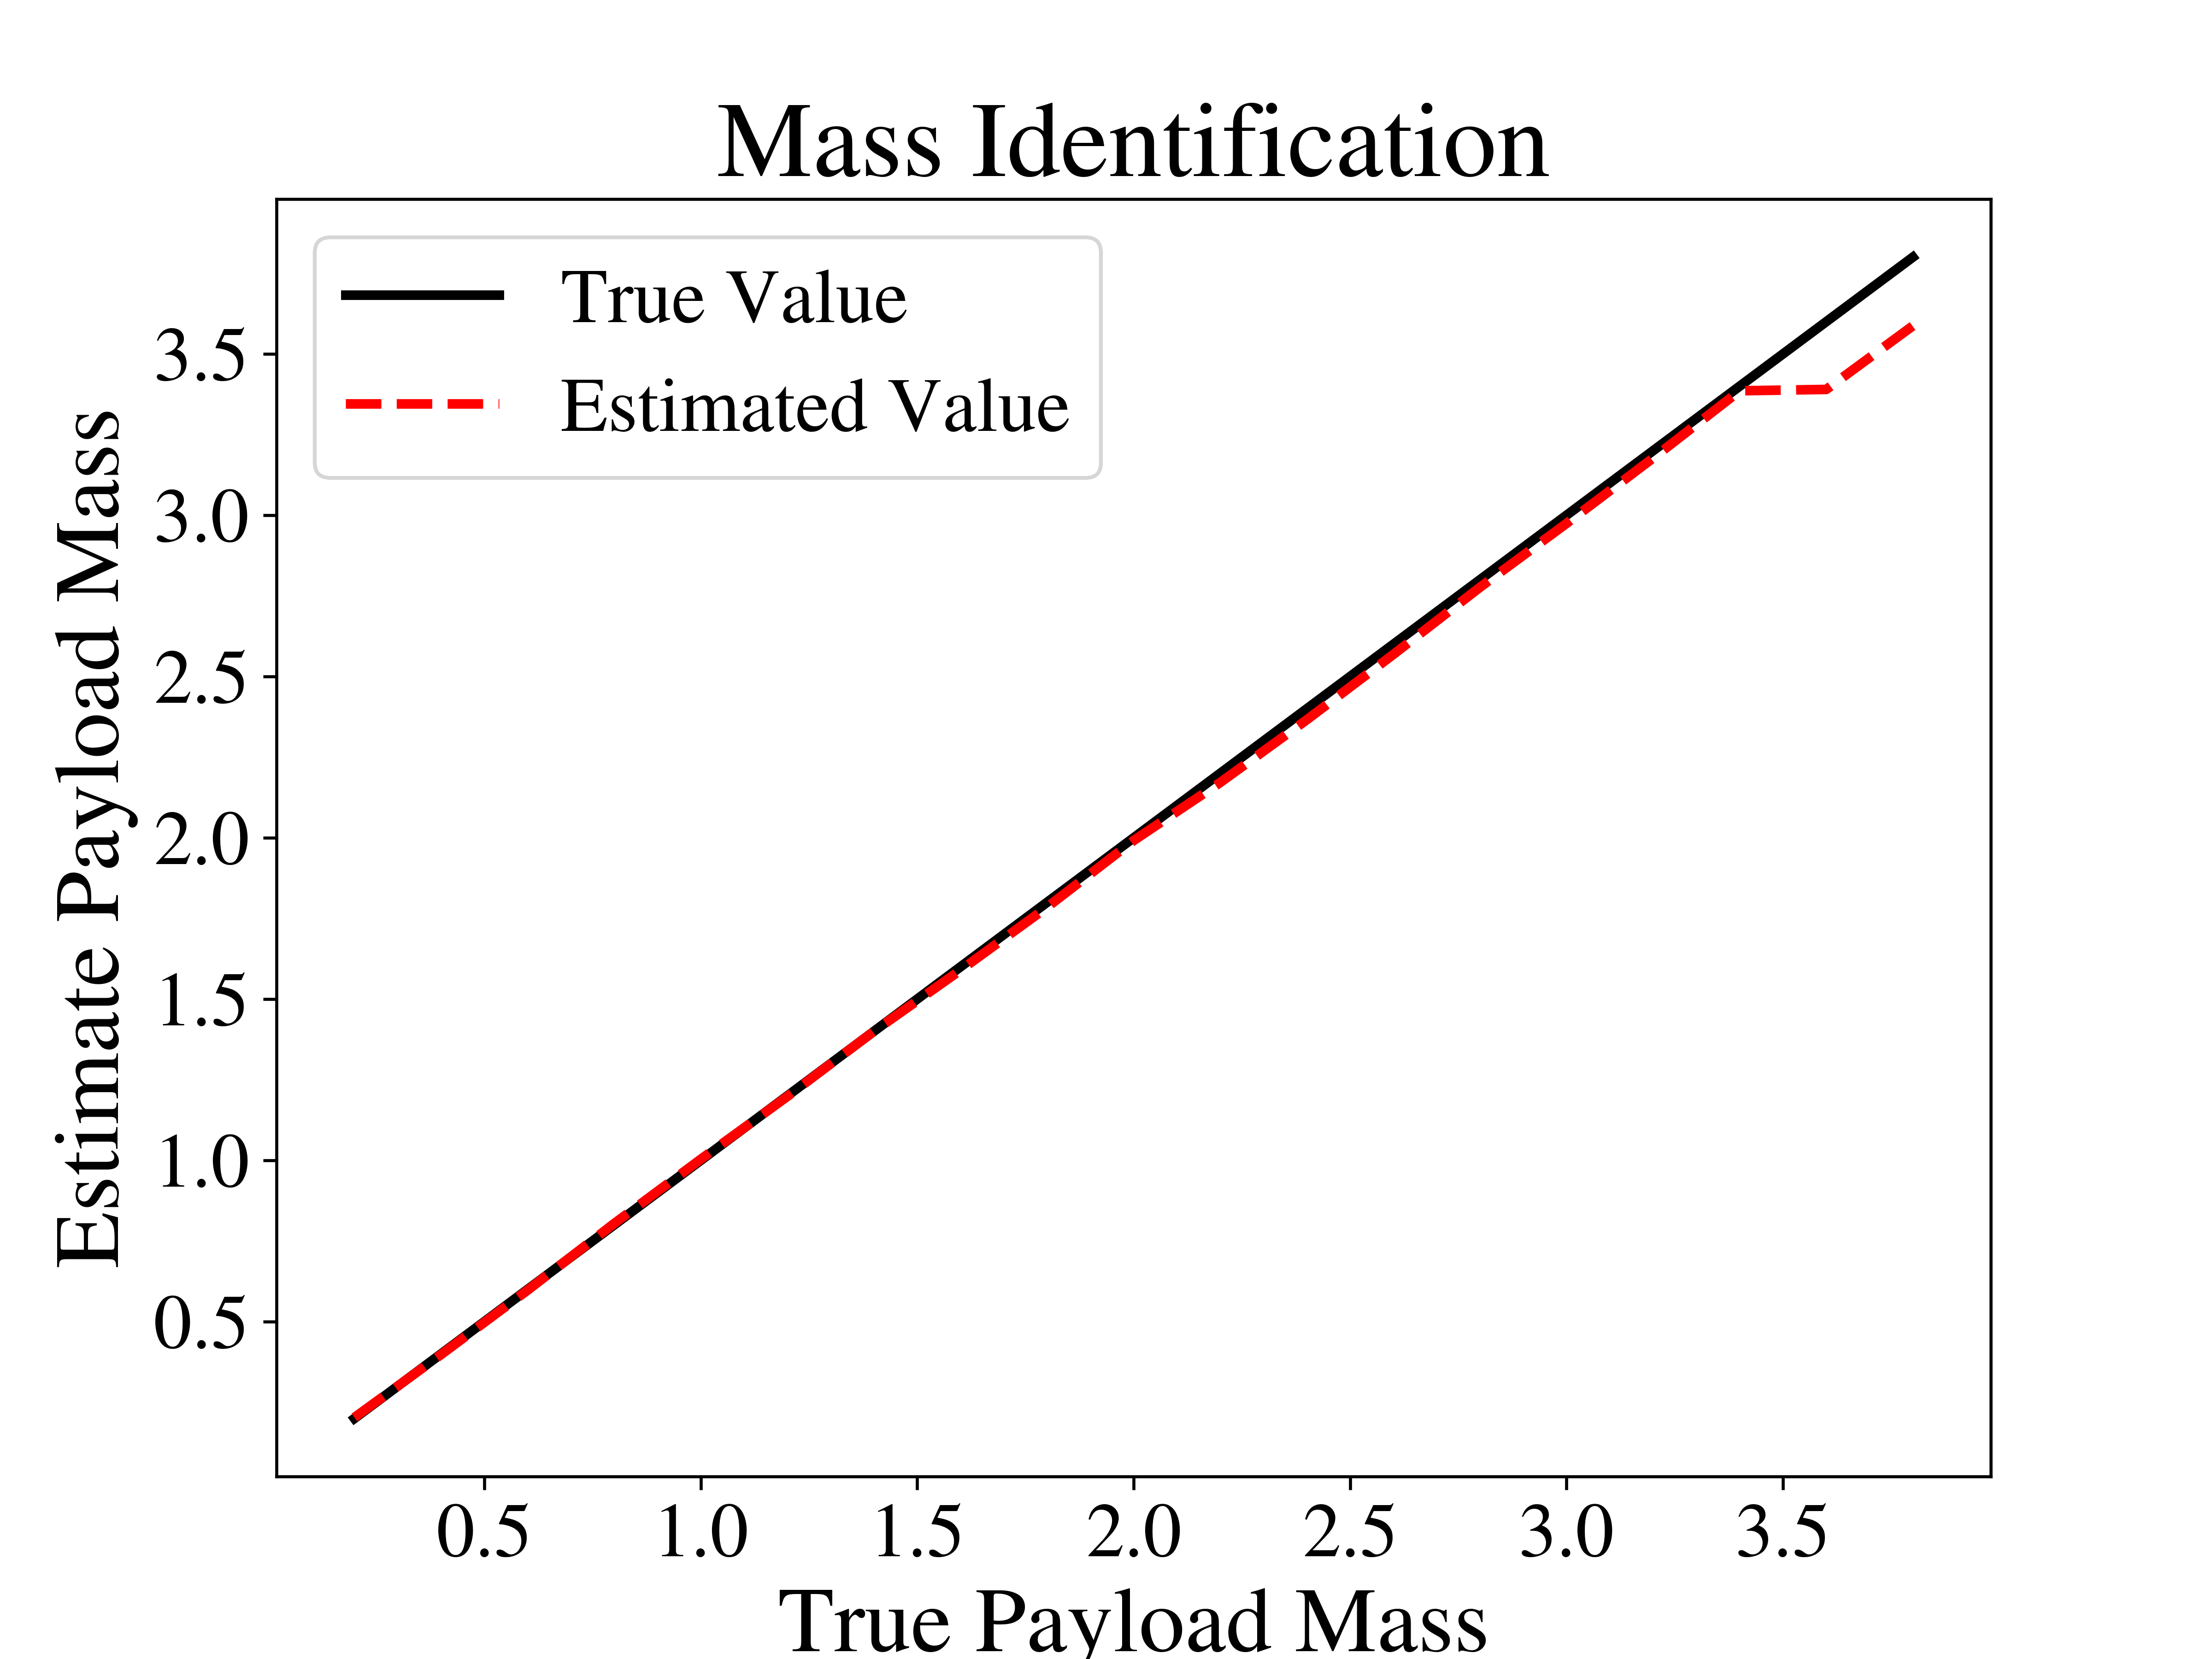 Mass Identification
True Value
Estimated Value
Estimate Payload Mass
3.5
3.0
2.5
2.0
1.5
1.0
0.5
0.5 1.0 1.5 2.0 2.5 3.0 3.5
True Payload Mass